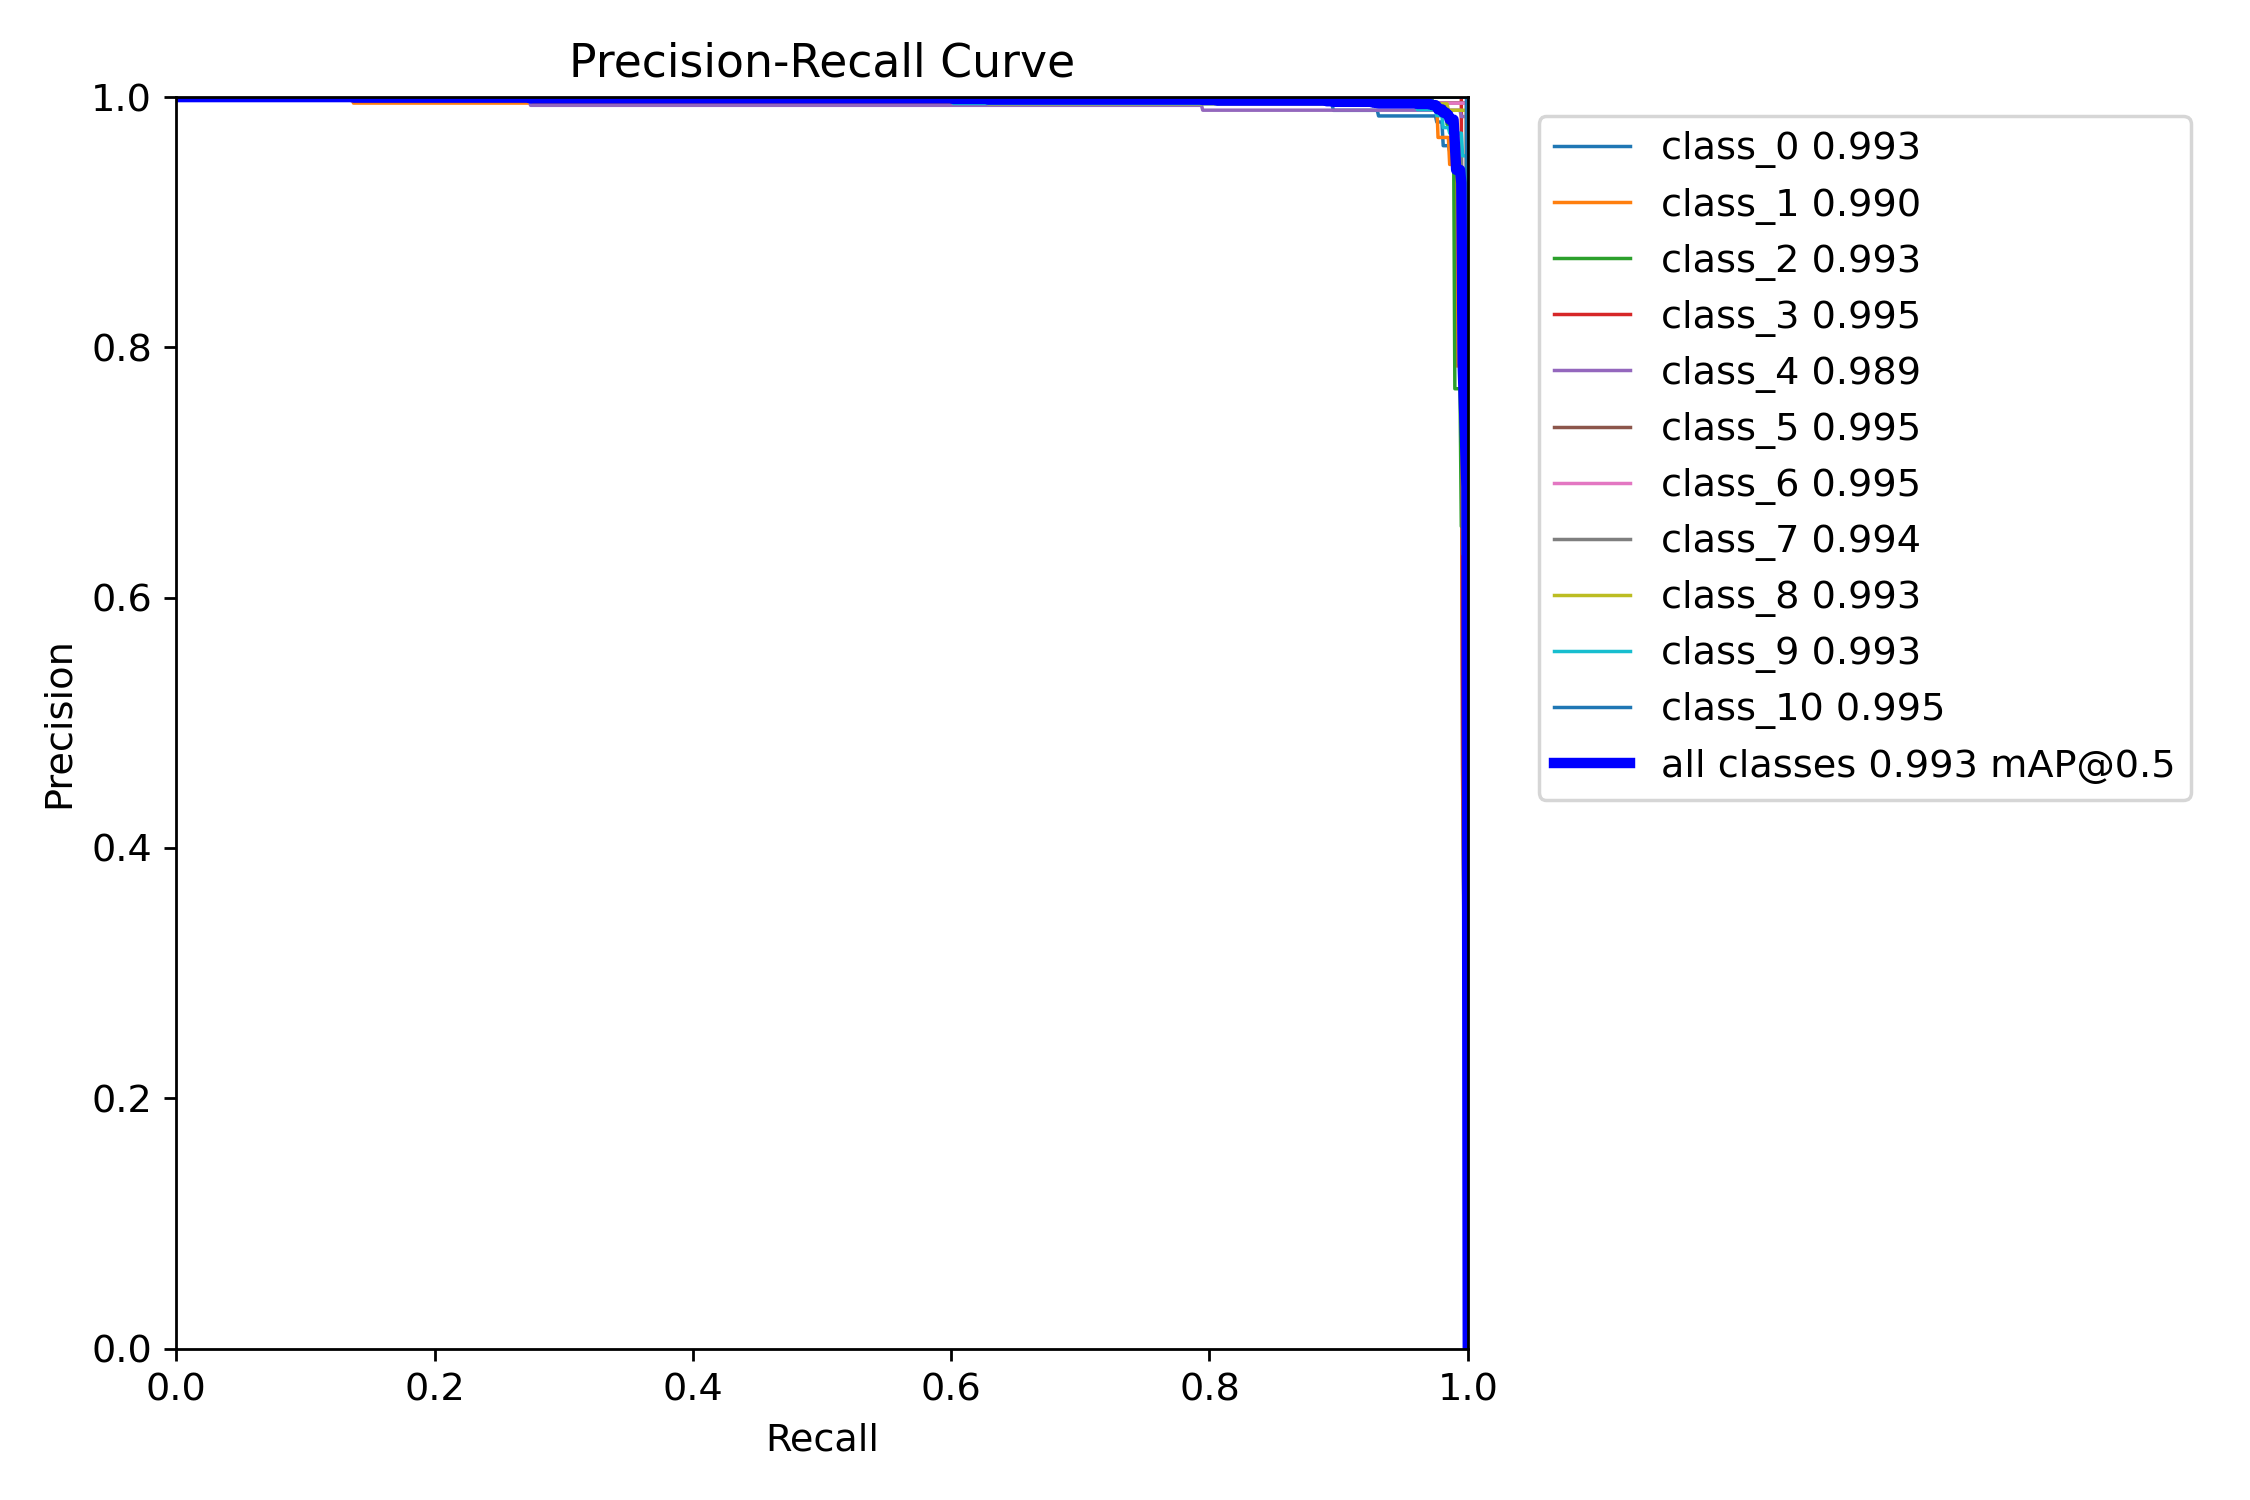 Precision-Recall Curve
1.0
0.8
0.6
0.4
0.2
0.0
Precision
0.0 0.2 0.4 0.6 0.8 1.0
Recall
class_0 0.993
class_1 0.990
class_2 0.993
class_3 0.995
class_4 0.989
class_5 0.995
class_6 0.995
class_7 0.994
class_8 0.993
class_9 0.993
class_10 0.995
all classes 0.993 mAP@0.5